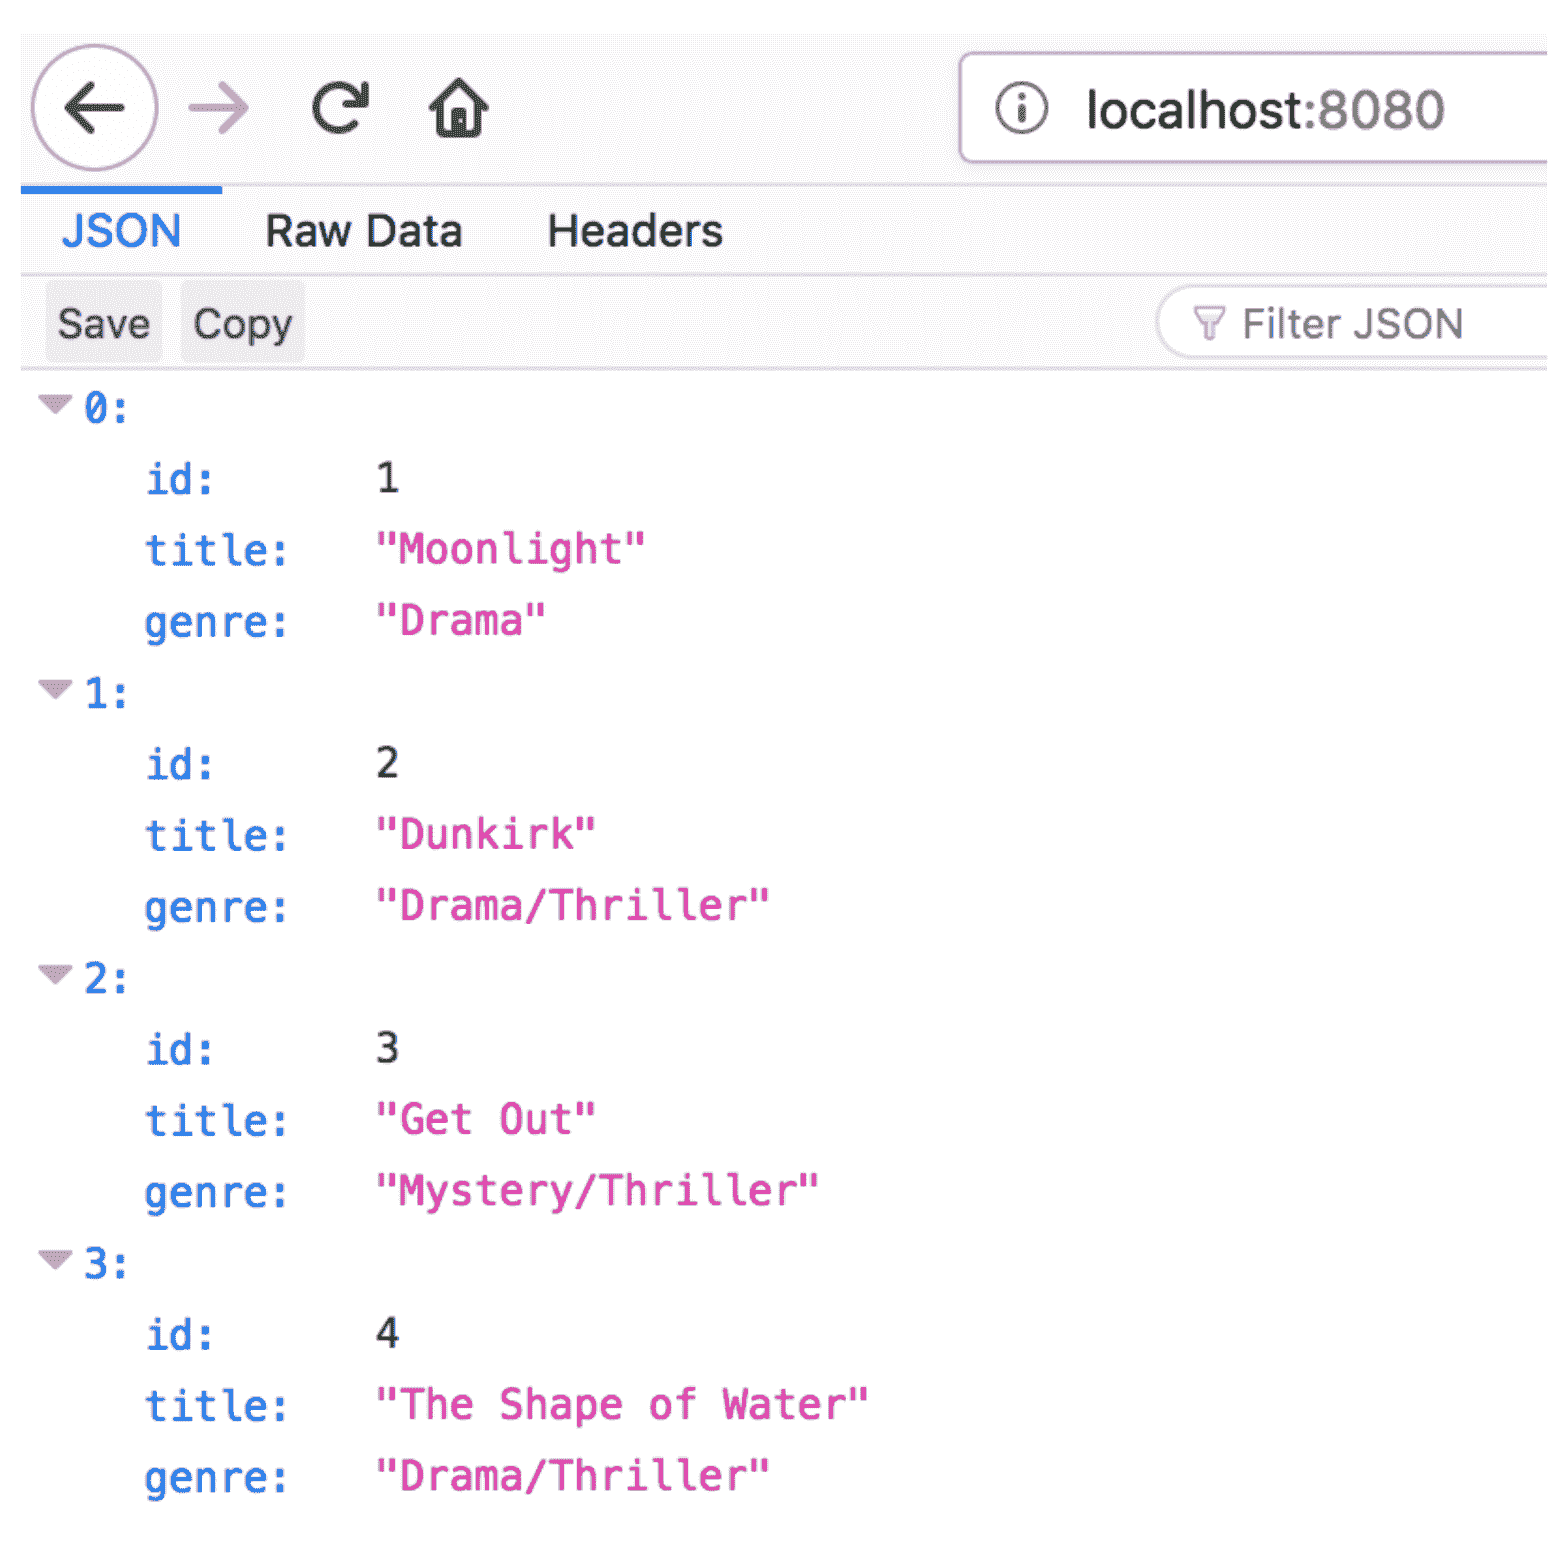 localhost:8080
JSON Raw Data Headers
Save Copy Filter JSON
0:
id: 1
title: "Moonlight"
genre: "Drama"
1:
id: 2
title: "Dunkirk"
genre: "Drama/Thriller"
2:
id: 3
title: "Get Out"
genre: "Mystery/Thriller"
3:
id: 4
title: "The Shape of Water"
genre: "Drama/Thriller"